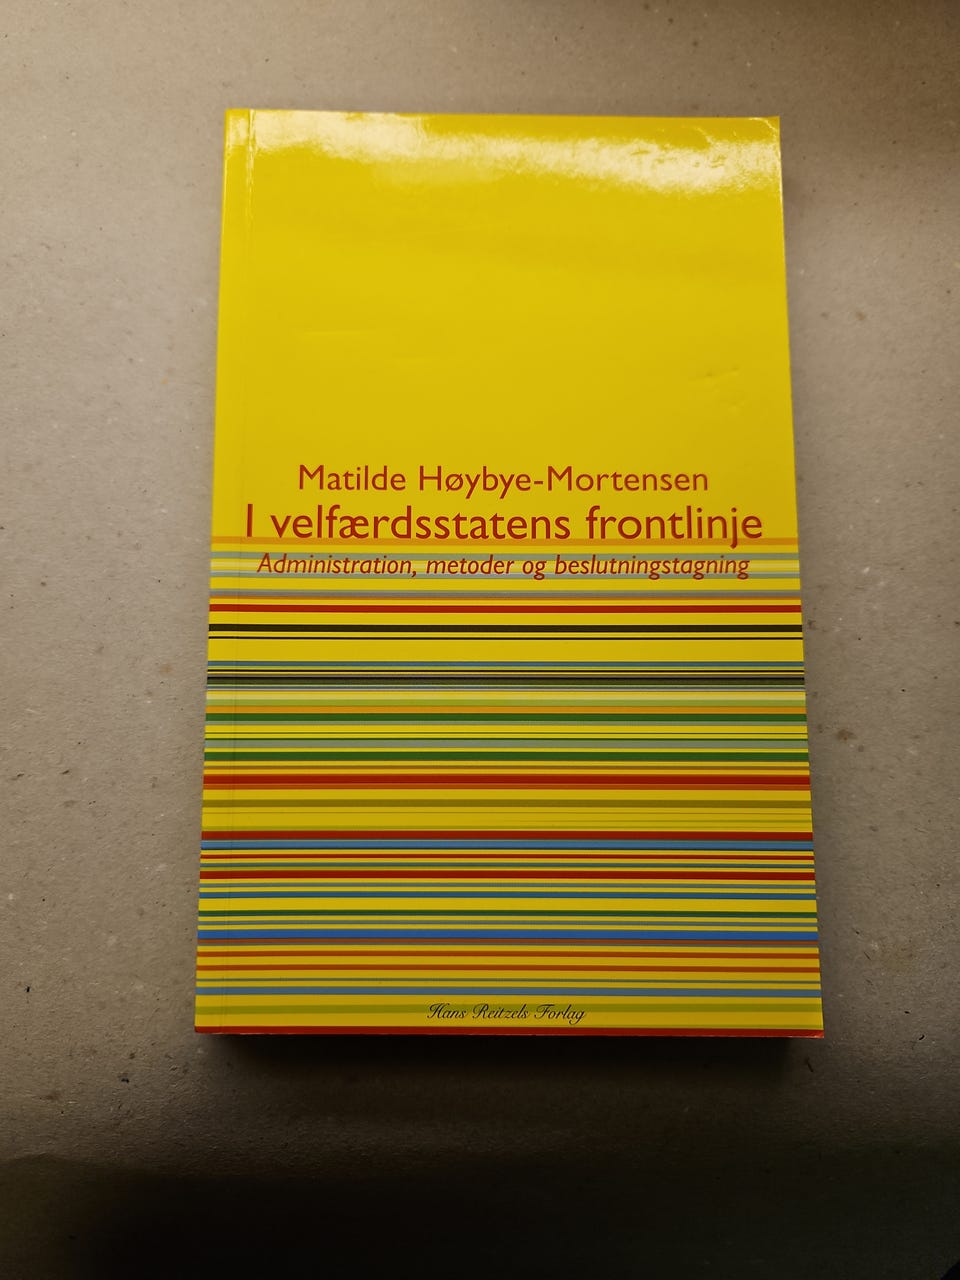 Matilde Høybye-Mortensen
I velfærdsstatens frontlinje
Administration, metoder og beslutningstagning
Hans Reitzels Forlag